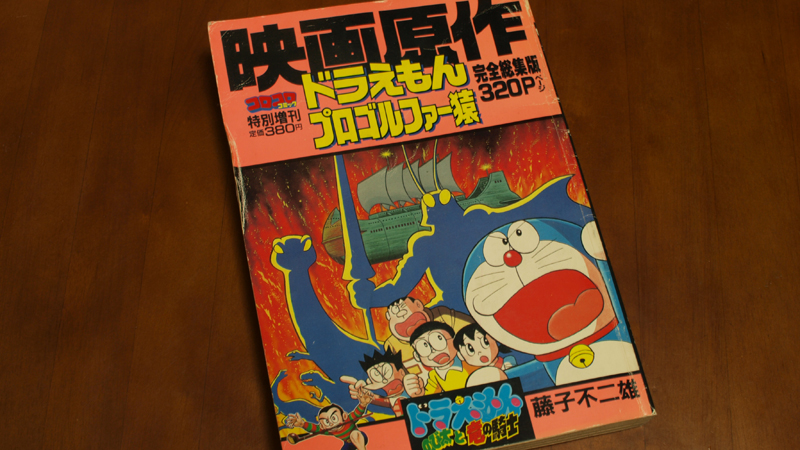 映画原作
ドラえもん
プロゴルファー猿
完全総集版
320Pページ
コロコロ
コミック
特別増刊
定価380円
ドラえもん
のび太と竜の騎士
藤子不二雄